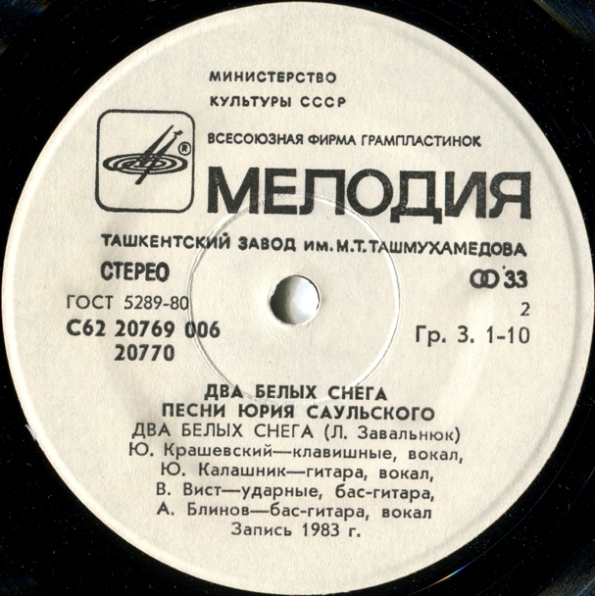 МИНИСТЕРСТВО
КУЛЬТУРЫ СССР
ВСЕСОЮЗНАЯ ФИРМА ГРАМПЛАСТИНОК
®
МЕЛОДИЯ
ТАШКЕНТСКИЙ ЗАВОД ИМ. М.Т. ТАШМУХАМЕДОВА
СТЕРЕО 33
ГОСТ 5289-80 2
С62 20769 006 Гр. 3. 1-10
20770
ДВА БЕЛЫХ СНЕГА
ПЕСНИ ЮРИЯ САУЛЬСКОГО
ДВА БЕЛЫХ СНЕГА (Л. Завальнюк)
Ю. Крашевский—клавишные, вокал,
Ю. Калашник—гитара, вокал,
В. Вист—ударные, бас-гитара,
А. Блинов—бас-гитара, вокал
Запись 1983 г.